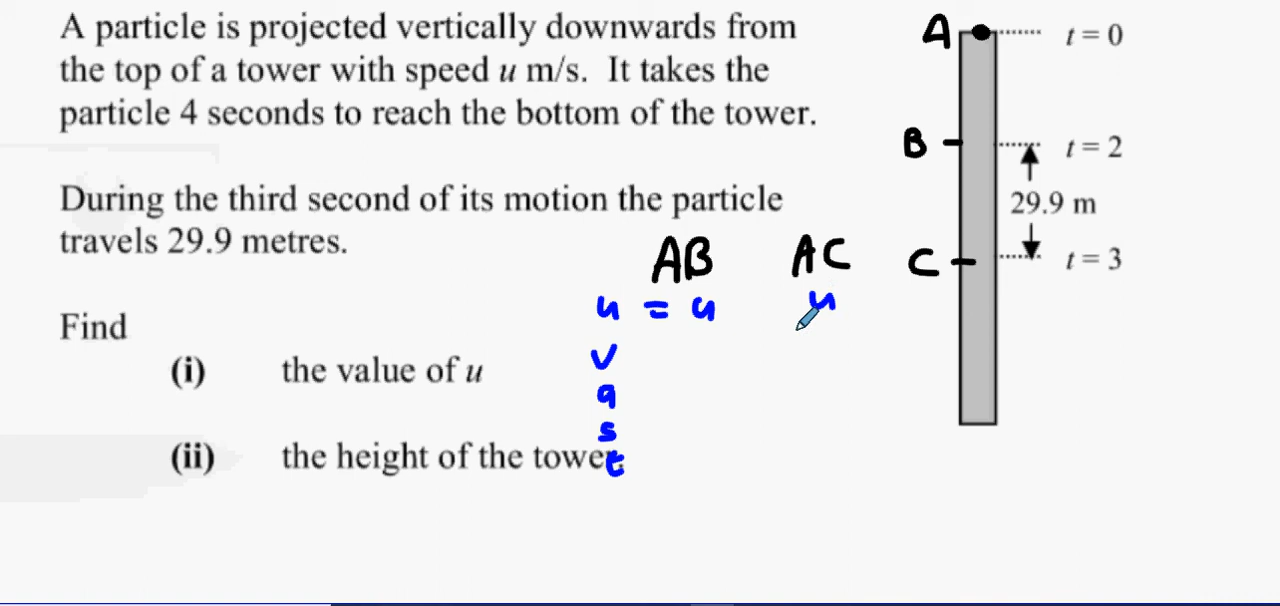 A particle is projected vertically downwards from
the top of a tower with speed u m/s. It takes the
particle 4 seconds to reach the bottom of the tower.
During the third second of its motion the particle
travels 29.9 metres.
Find
(i) the value of u
(ii) the height of the tower.
AB AC
u = u u
v
a
s
t
A t = 0
B t = 2
29.9 m
C t = 3